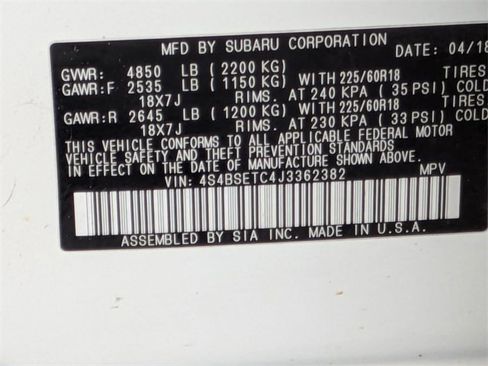 MFD BY SUBARU CORPORATION DATE: 04/18
GVWR: 4850 LB (2200 KG)
GAWR:F 2535 LB (1150 KG) WITH 225/60R18 TIRES
18X7J RIMS. AT 240 KPA (35 PSI) COLD
GAWR:R 2645 LB (1200 KG) WITH 225/60R18 TIRES
18X7J RIMS. AT 230 KPA (33 PSI) COLD
THIS VEHICLE CONFORMS TO ALL APPLICABLE FEDERAL MOTOR
VEHICLE SAFETY AND THEFT PREVENTION STANDARDS
IN EFFECT ON THE DATE OF MANUFACTURE SHOWN ABOVE.
VIN: 4S4BSETC4J3362382 MPV
ASSEMBLED BY SIA INC. MADE IN U.S.A.